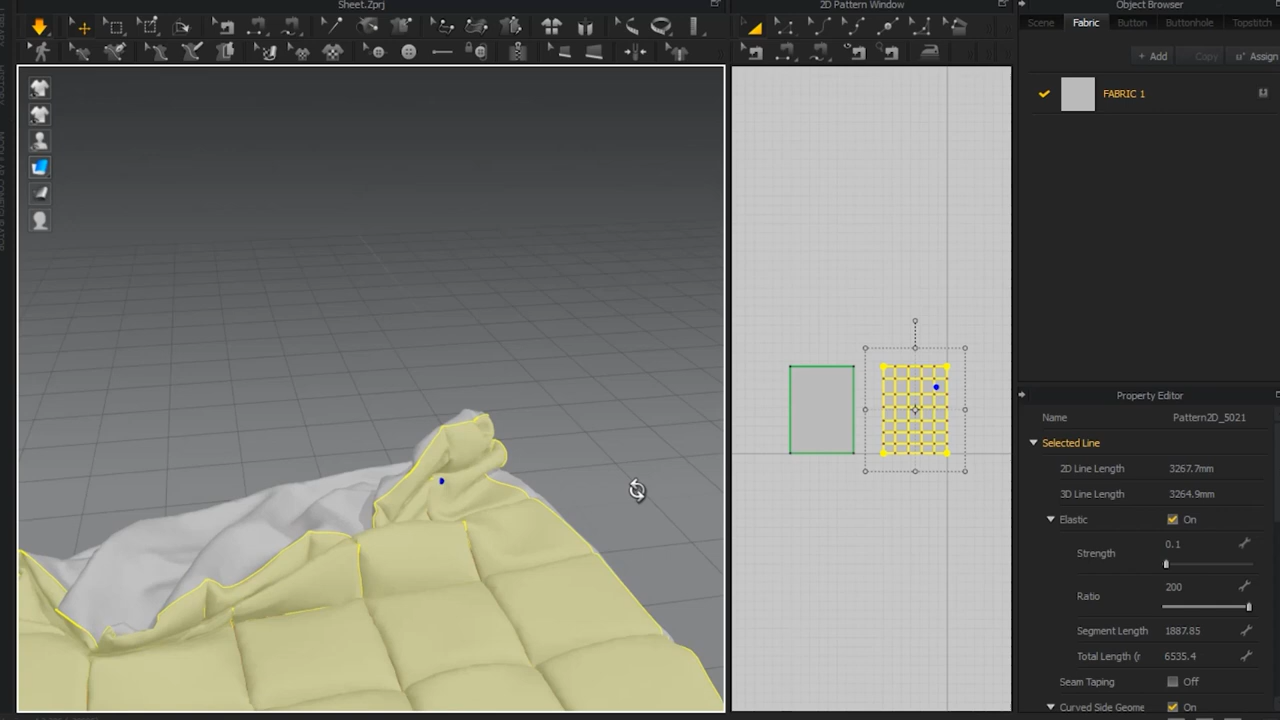 Sheet.Zprj
2D Pattern Window
Object Browser
Scene Fabric Button Buttonhole Topstitch
+ Add Copy Assign
FABRIC 1
Property Editor
Name Pattern2D_5021
Selected Line
2D Line Length 3267.7mm
3D Line Length 3264.9mm
Elastic On
Strength 0.1
Ratio 200
Segment Length 1887.85
Total Length (r 6535.4
Seam Taping Off
Curved Side Geome On